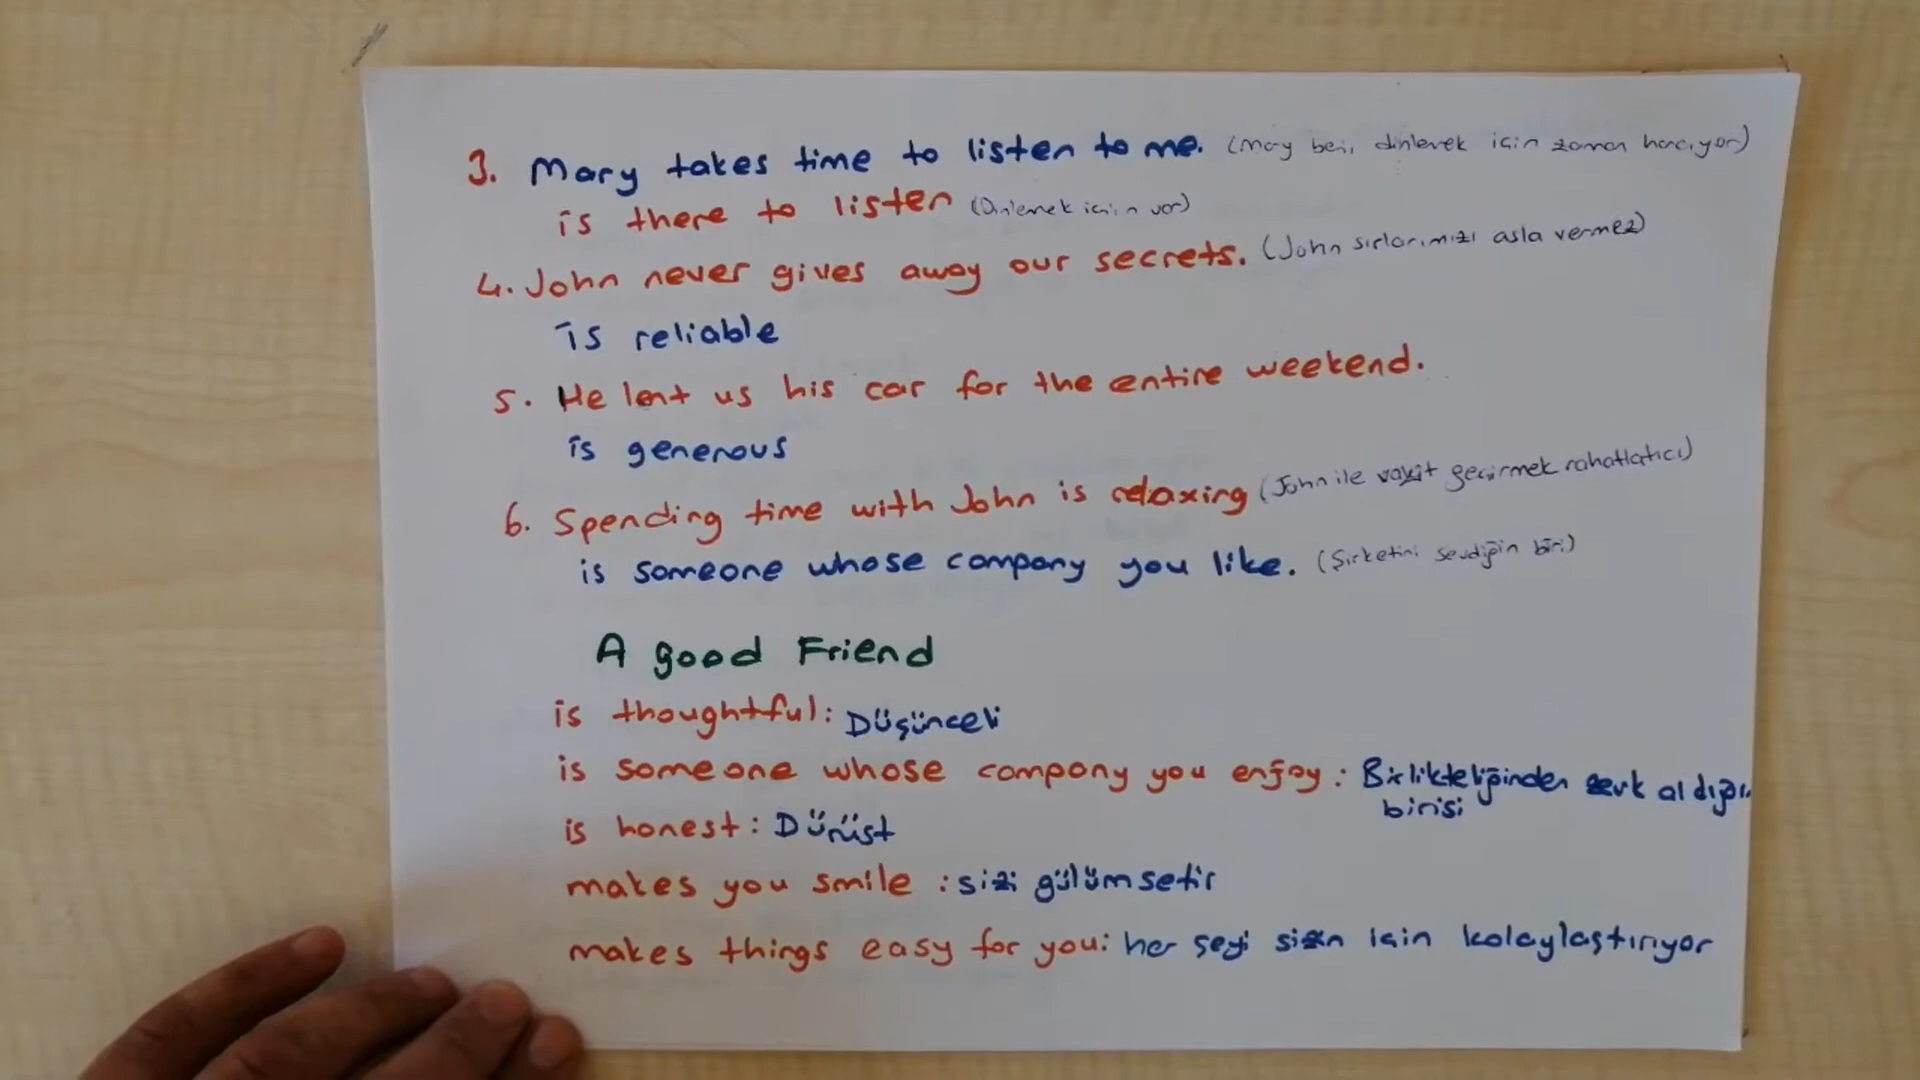 3. Mary takes time to listen to me. (May beni dinlemek için zaman harcıyor)
is there to listen (Dinlemek için var)
4. John never gives away our secrets. (John sırlarımızı asla vermez)
is reliable
5. He lent us his car for the entire weekend.
is generous
6. Spending time with John is relaxing (John ile vakit geçirmek rahatlatıcı)
is someone whose company you like. (Şirketini sevdiğin biri)
A good Friend
is thoughtful: Düşünceli
is someone whose company you enjoy: Birlikteliğinden zevk aldığın
birisi
is honest: Dürüst
makes you smile: sizi gülümsetir
makes things easy for you: her şeyi sizin için kolaylaştırıyor